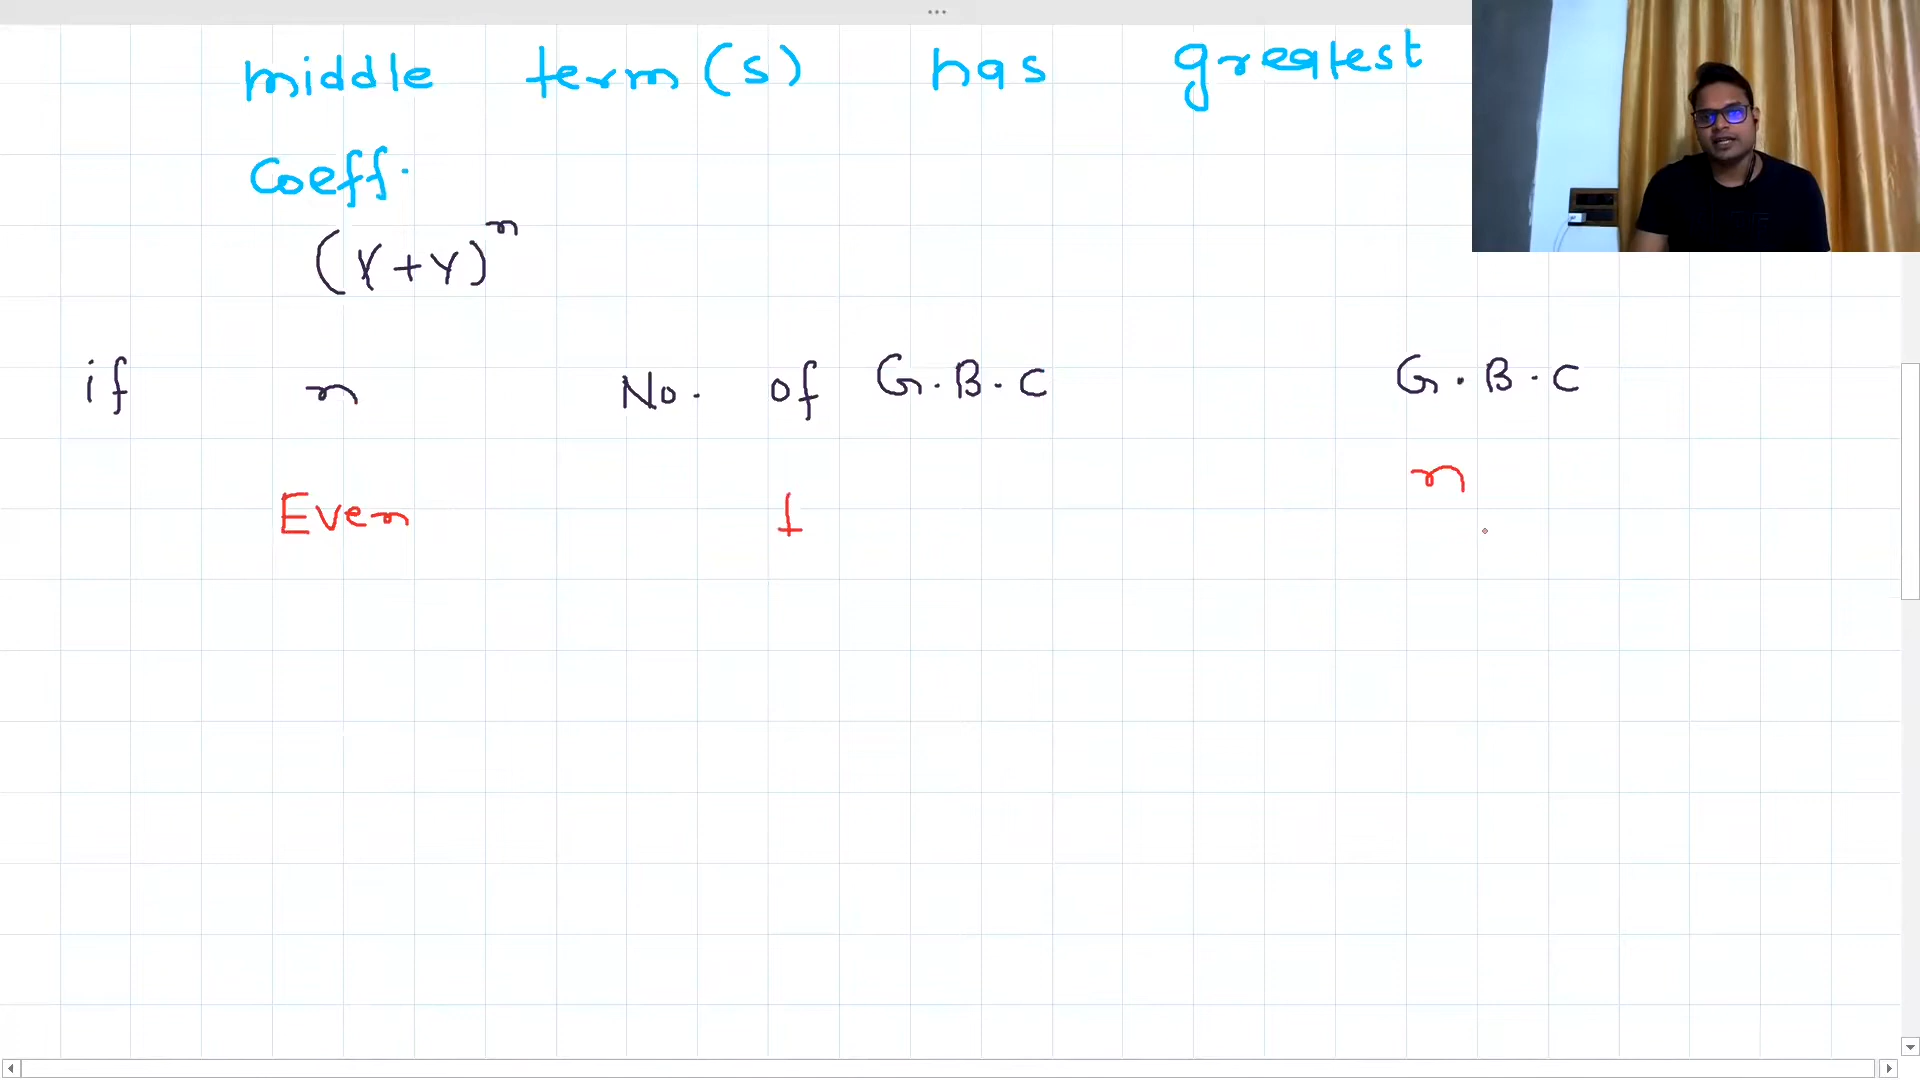 middle term(s) has greatest
Coeff.
(X+Y)^n
if n No. of G.B.C G.B.C
n
Even 1